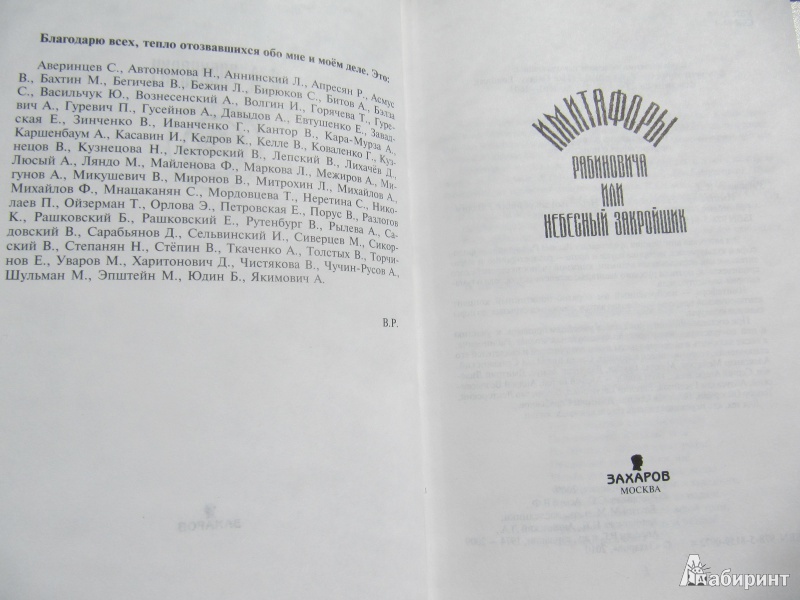 Благодарю всех, тепло отозвавшихся обо мне и моём деле. Это:
Аверинцев С., Автономова Н., Аннинский Л., Апресян Р., Асмус
В., Бахтин М., Бегичева В., Бежин Л., Бирюков С., Битов А., Бэлза
С., Васильчук Ю., Вознесенский А., Волгин И., Горячева Т., Гуре-
вич А., Гуревич П., Гусейнов А., Давыдов А., Евтушенко Е., Завад-
ская Е., Зинченко В., Иванченко Г., Кантор В., Кара-Мурза А.,
Каршенбаум А., Касавин И., Кедров К., Келле В., Коваленко Г., Куз-
нецов В., Кузнецова Н., Лекторский В., Лепский В., Лихачёв Д.,
Люсый А., Ляндо М., Майленова Ф., Маркова Л., Межиров А., Ми-
гунов А., Микушевич В., Миронов В., Митрохин Л., Михайлов А.,
Михайлов Ф., Мнацаканян С., Мордовцева Т., Неретина С., Нико-
лаев П., Ойзерман Т., Орлова Э., Петровская Е., Порус В., Разлогов
К., Рашковский Б., Рашковский Е., Рутенбург В., Рылева А., Са-
довский В., Сарабьянов Д., Сельвинский И., Сиверцев М., Сикор-
ский В., Степанян Н., Стёпин В., Ткаченко А., Толстых В., Торчи-
нов Е., Уваров М., Харитонович Д., Чистякова В., Чучин-Русов А.,
Шульман М., Эпштейн М., Юдин Б., Якимович А.
В.Р.
ИМИТАФОРЫ
РАБИНОВИЧА
ИЛИ
НЕБЕСНЫЙ ЗАКРОЙЩИК
ЗАХАРОВ
МОСКВА
Лабиринт